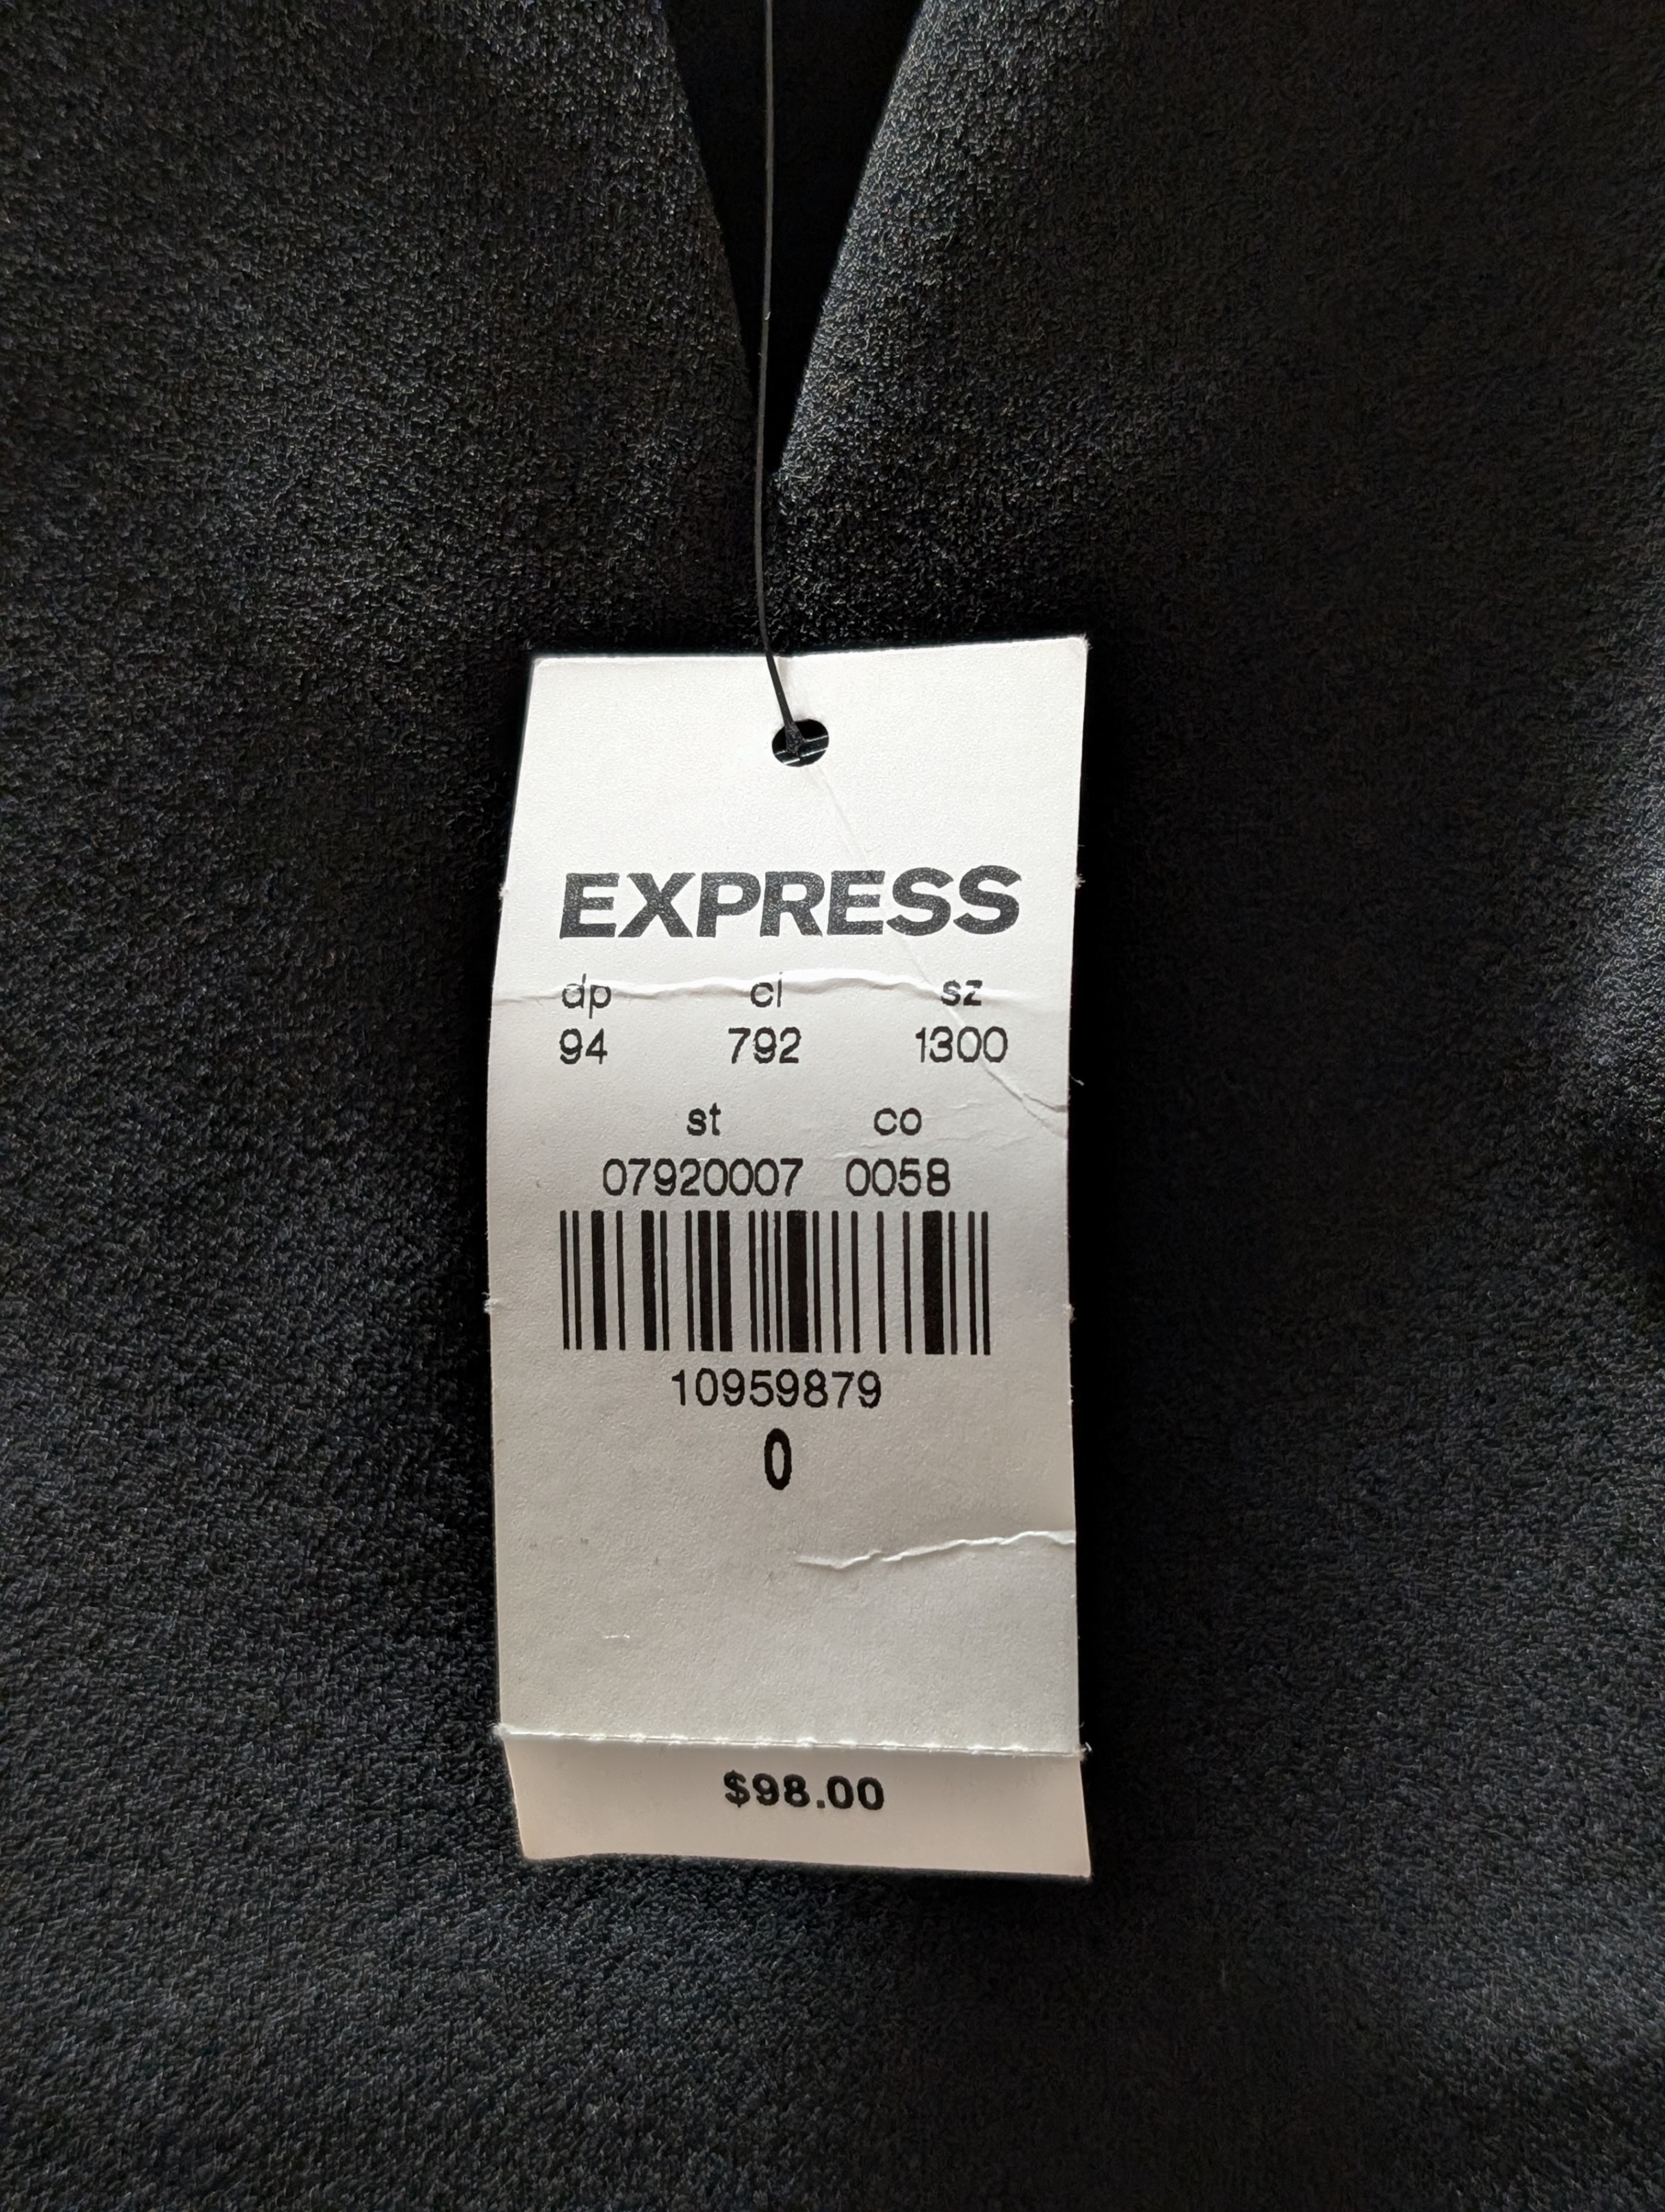 EXPRESS
dp cl sz
94 792 1300
st co
07920007 0058
10959879
0
$98.00